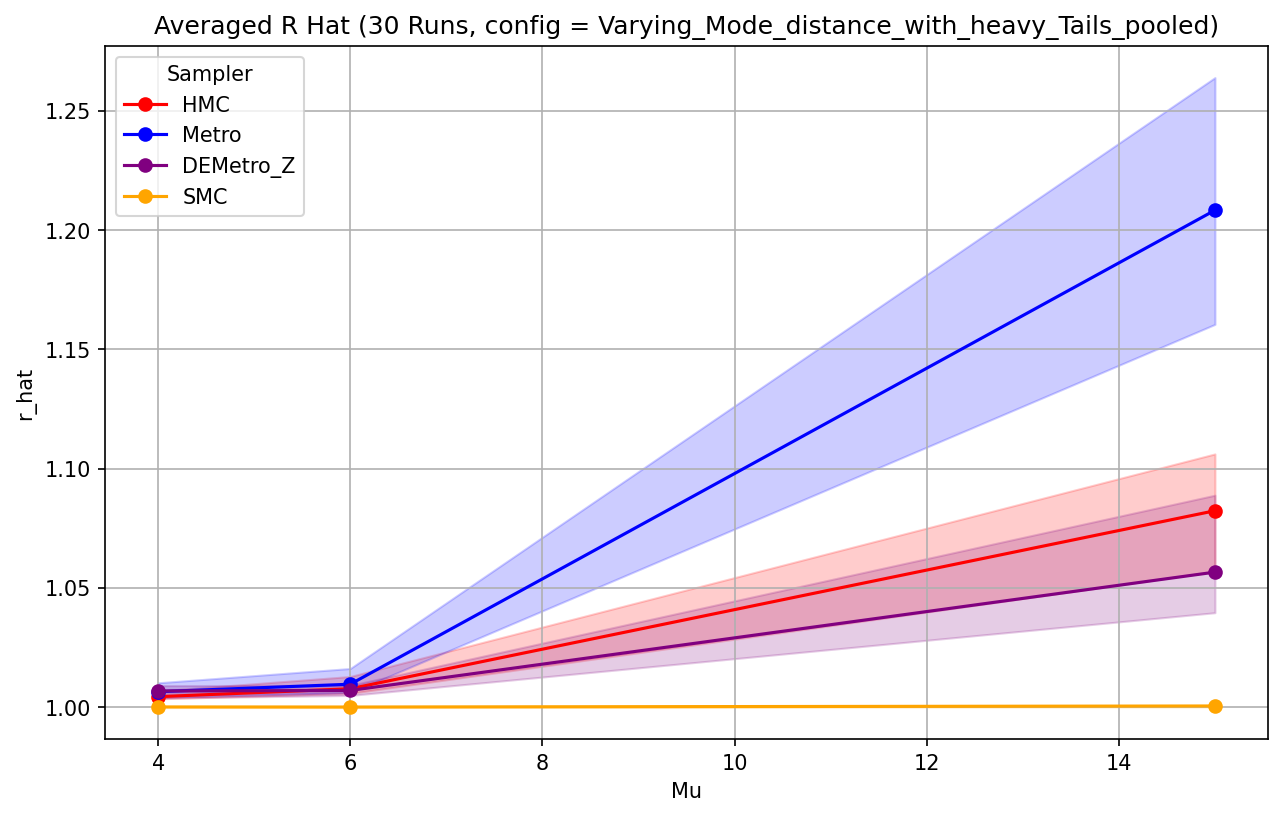 Averaged R Hat (30 Runs, config = Varying_Mode_distance_with_heavy_Tails_pooled)
Sampler
HMC
Metro
DEMetro_Z
SMC
r_hat
1.25
1.20
1.15
1.10
1.05
1.00
4 6 8 10 12 14
Mu